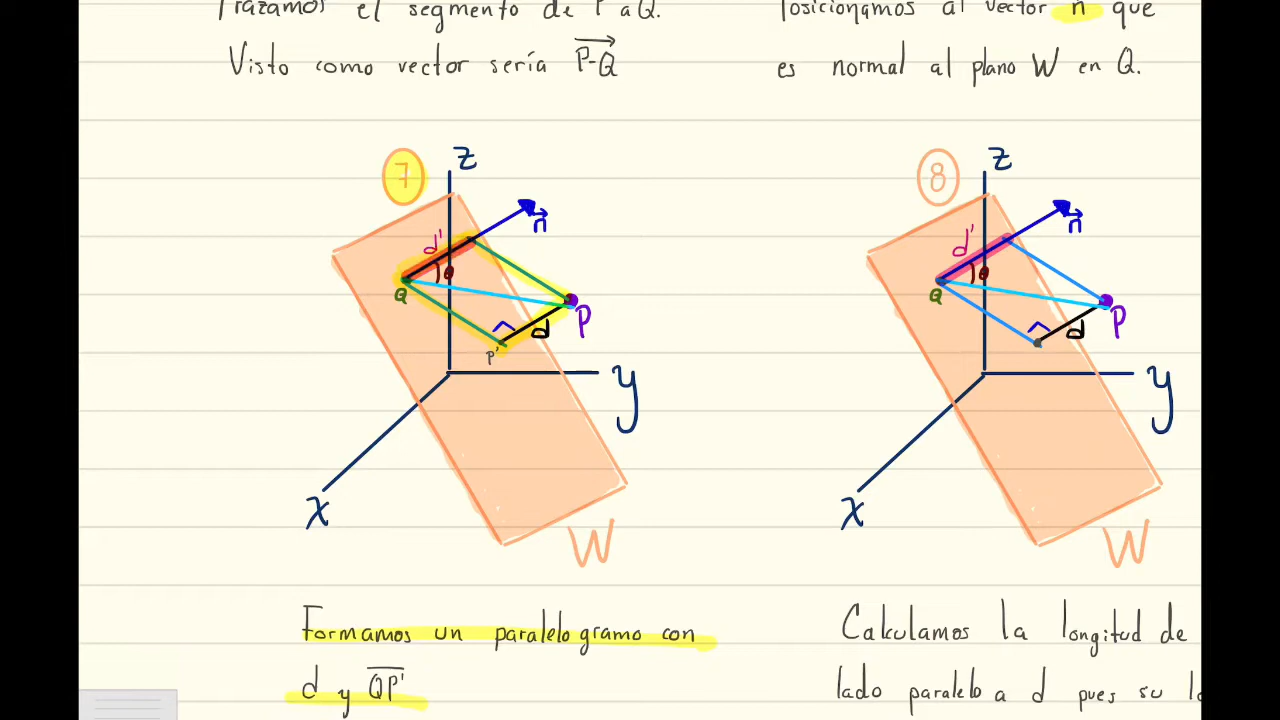 Trazamos el segmento de P a Q.
Visto como vector sería P-Q
Posicionamos al vector n que
es normal al plano W en Q.
7
z
n
d'
θ
Q
P
d
P'
y
x
W
Formamos un paralelogramo con
d y QP'
8
z
n
d'
θ
Q
P
d
y
x
W
Calculamos la longitud de
lado paralelo a d pues su